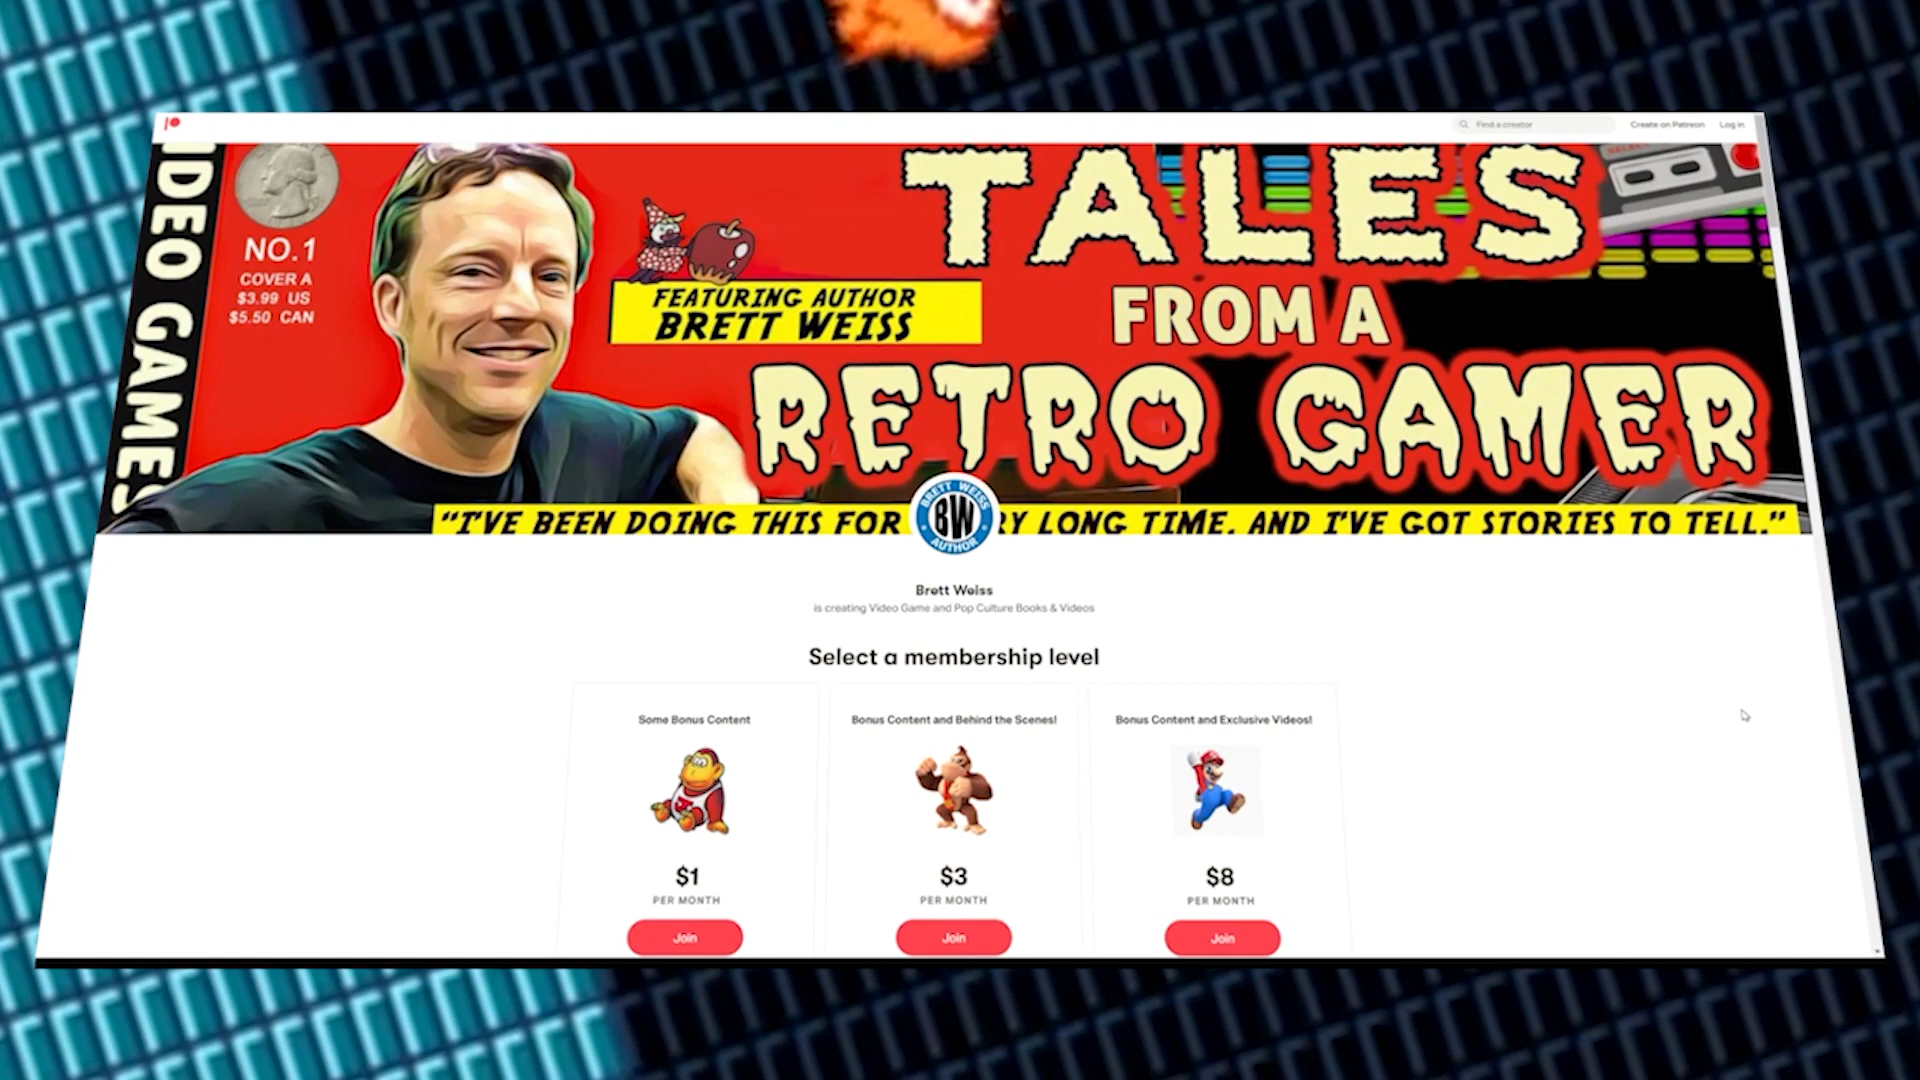 Find a creator
Create on Patreon
Log in
IDEO GAMES
NO.1
COVER A
$3.99 US
$5.50 CAN
FEATURING AUTHOR
BRETT WEISS
TALES
FROM A
RETRO GAMER
SELECT
"I'VE BEEN DOING THIS FOR RY LONG TIME, AND I'VE GOT STORIES TO TELL."
BRETT WEISS
BW
AUTHOR
Brett Weiss
is creating Video Game and Pop Culture Books & Videos
Select a membership level
Some Bonus Content
$1
PER MONTH
Join
Bonus Content and Behind the Scenes!
$3
PER MONTH
Join
Bonus Content and Exclusive Videos!
$8
PER MONTH
Join